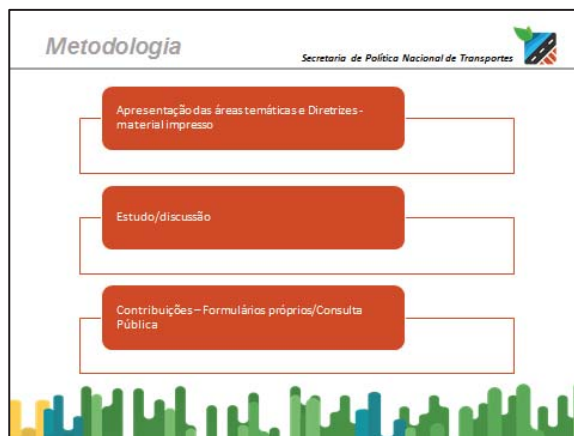 Metodologia
Secretaria de Política Nacional de Transportes
Apresentação das áreas temáticas e Diretrizes -
material impresso
Estudo/discussão
Contribuições – Formulários próprios/Consulta
Pública